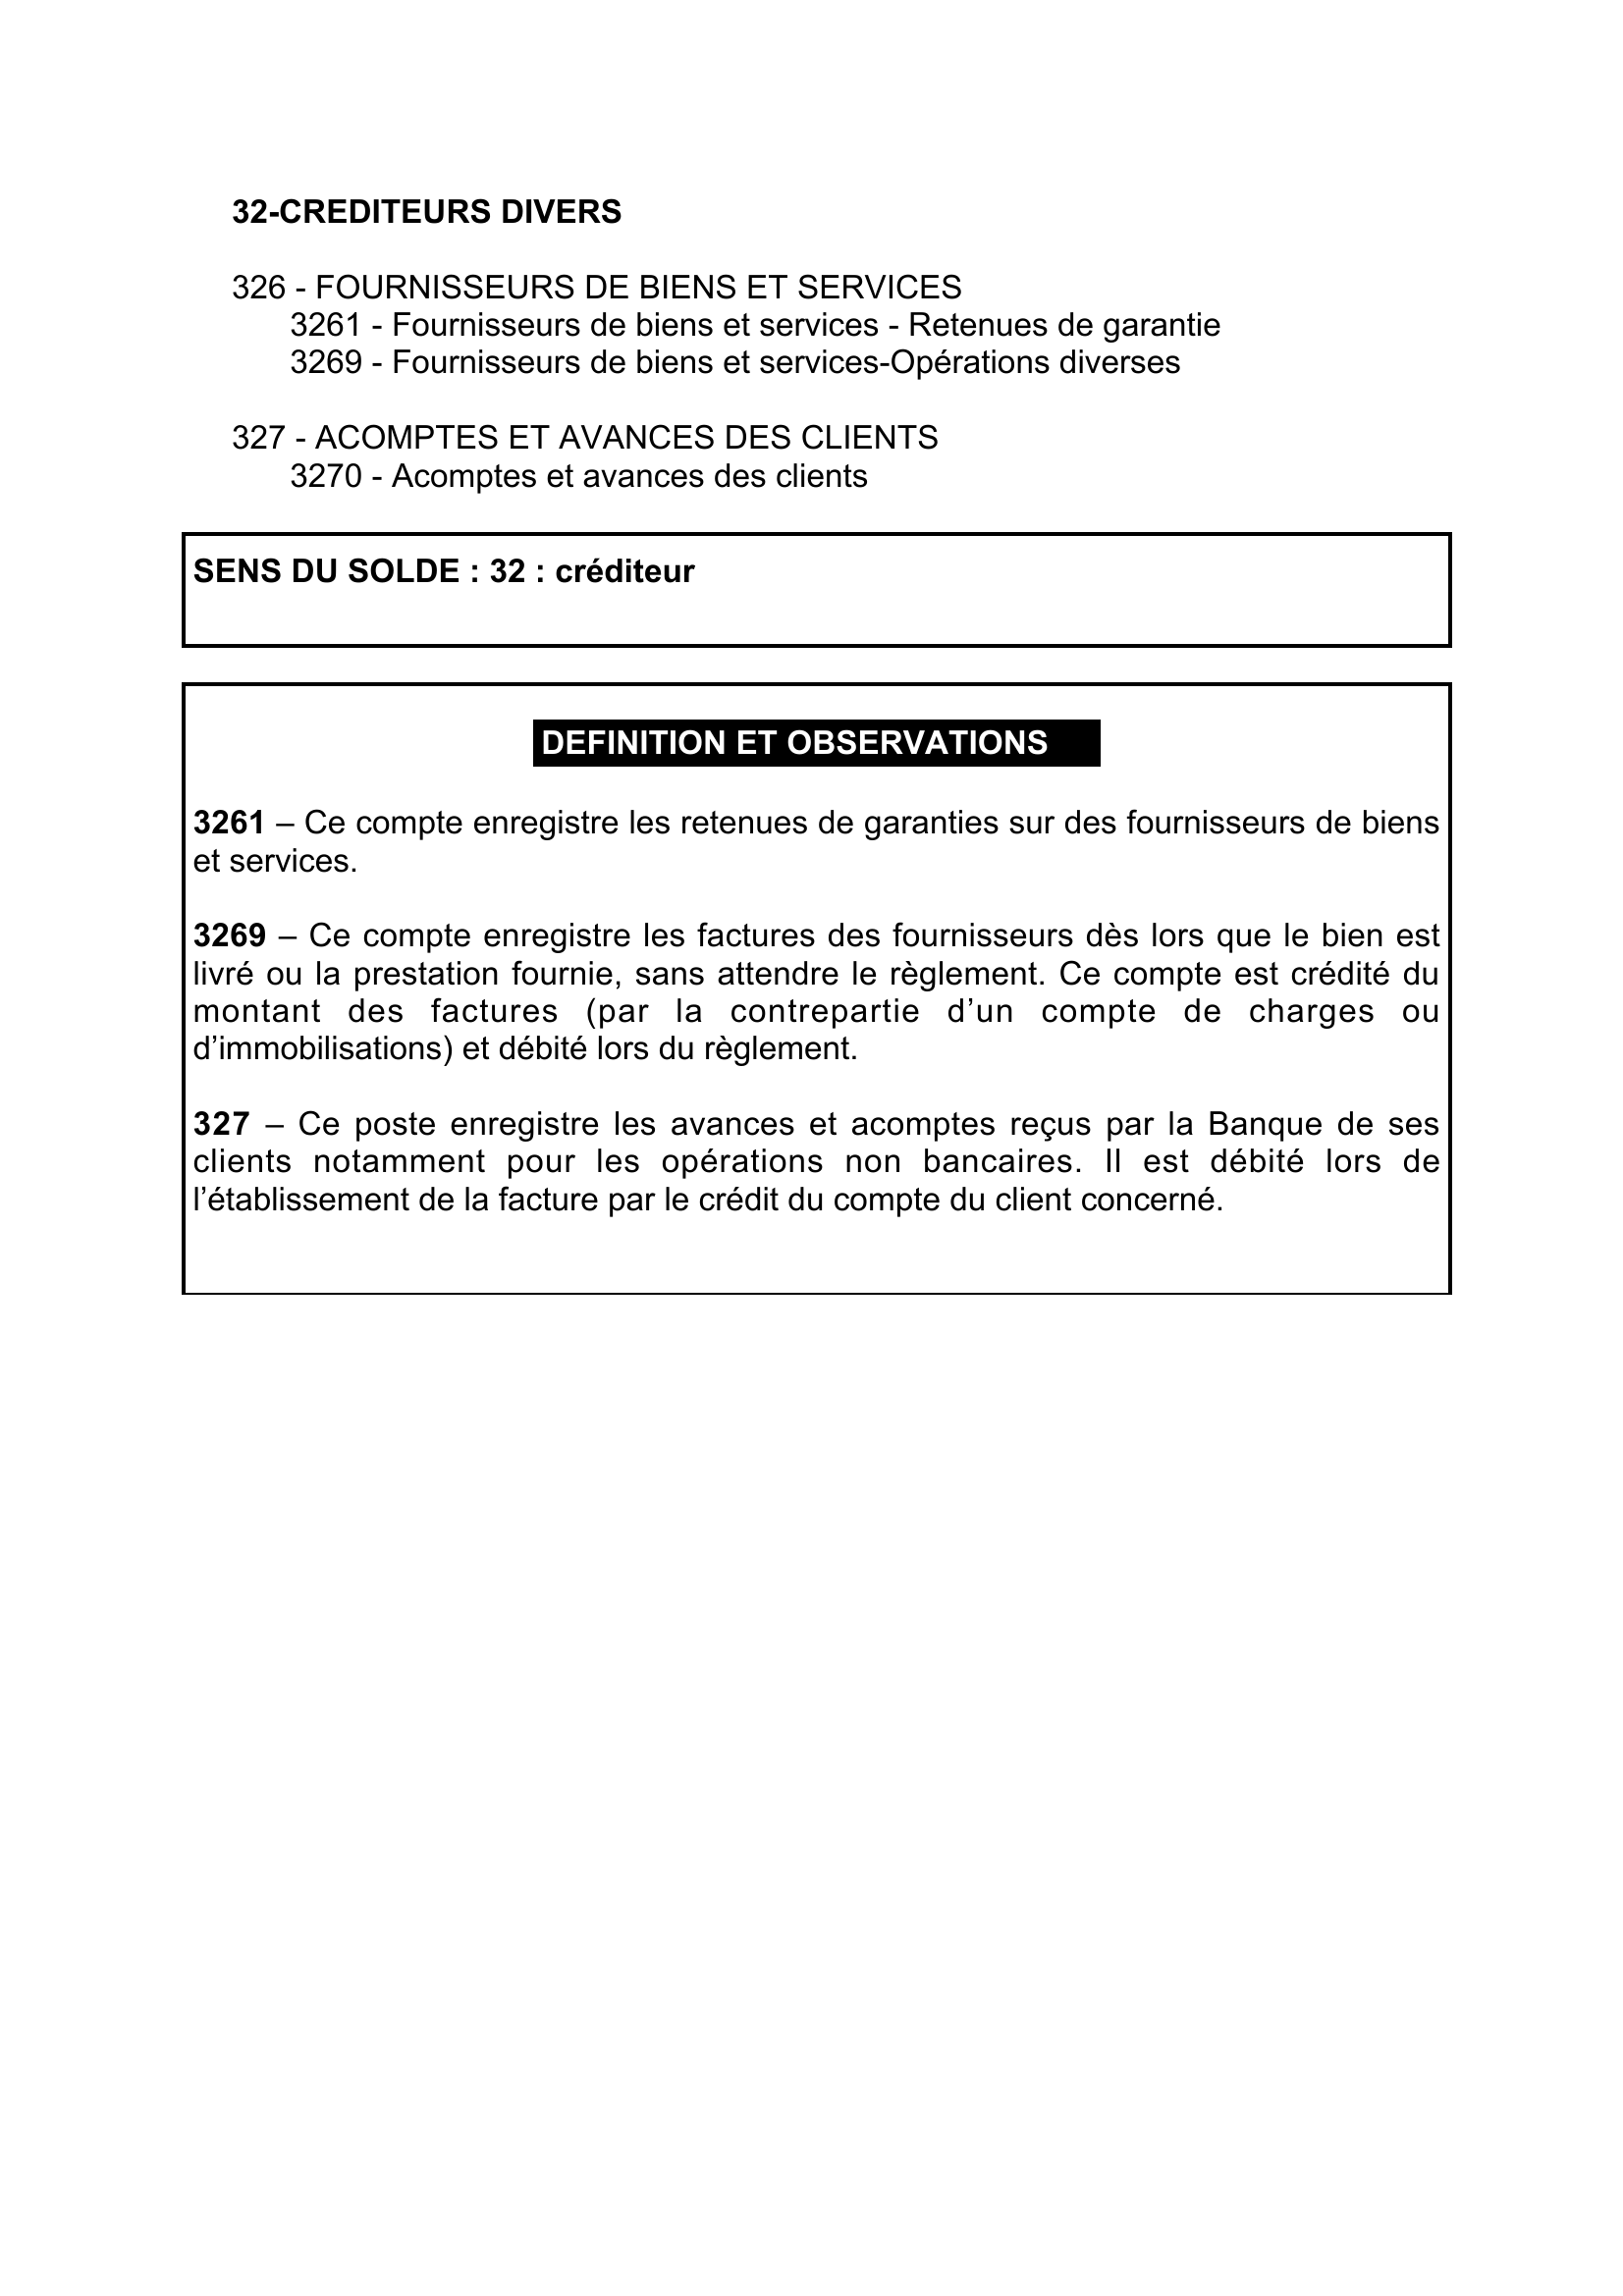 32-CREDITEURS DIVERS
326 - FOURNISSEURS DE BIENS ET SERVICES
3261 - Fournisseurs de biens et services - Retenues de garantie
3269 - Fournisseurs de biens et services-Opérations diverses
327 - ACOMPTES ET AVANCES DES CLIENTS
3270 - Acomptes et avances des clients
SENS DU SOLDE : 32 : créditeur
DEFINITION ET OBSERVATIONS
3261 – Ce compte enregistre les retenues de garanties sur des fournisseurs de biens
et services.
3269 – Ce compte enregistre les factures des fournisseurs dès lors que le bien est
livré ou la prestation fournie, sans attendre le règlement. Ce compte est crédité du
montant des factures (par la contrepartie d’un compte de charges ou
d’immobilisations) et débité lors du règlement.
327 – Ce poste enregistre les avances et acomptes reçus par la Banque de ses
clients notamment pour les opérations non bancaires. Il est débité lors de
l’établissement de la facture par le crédit du compte du client concerné.